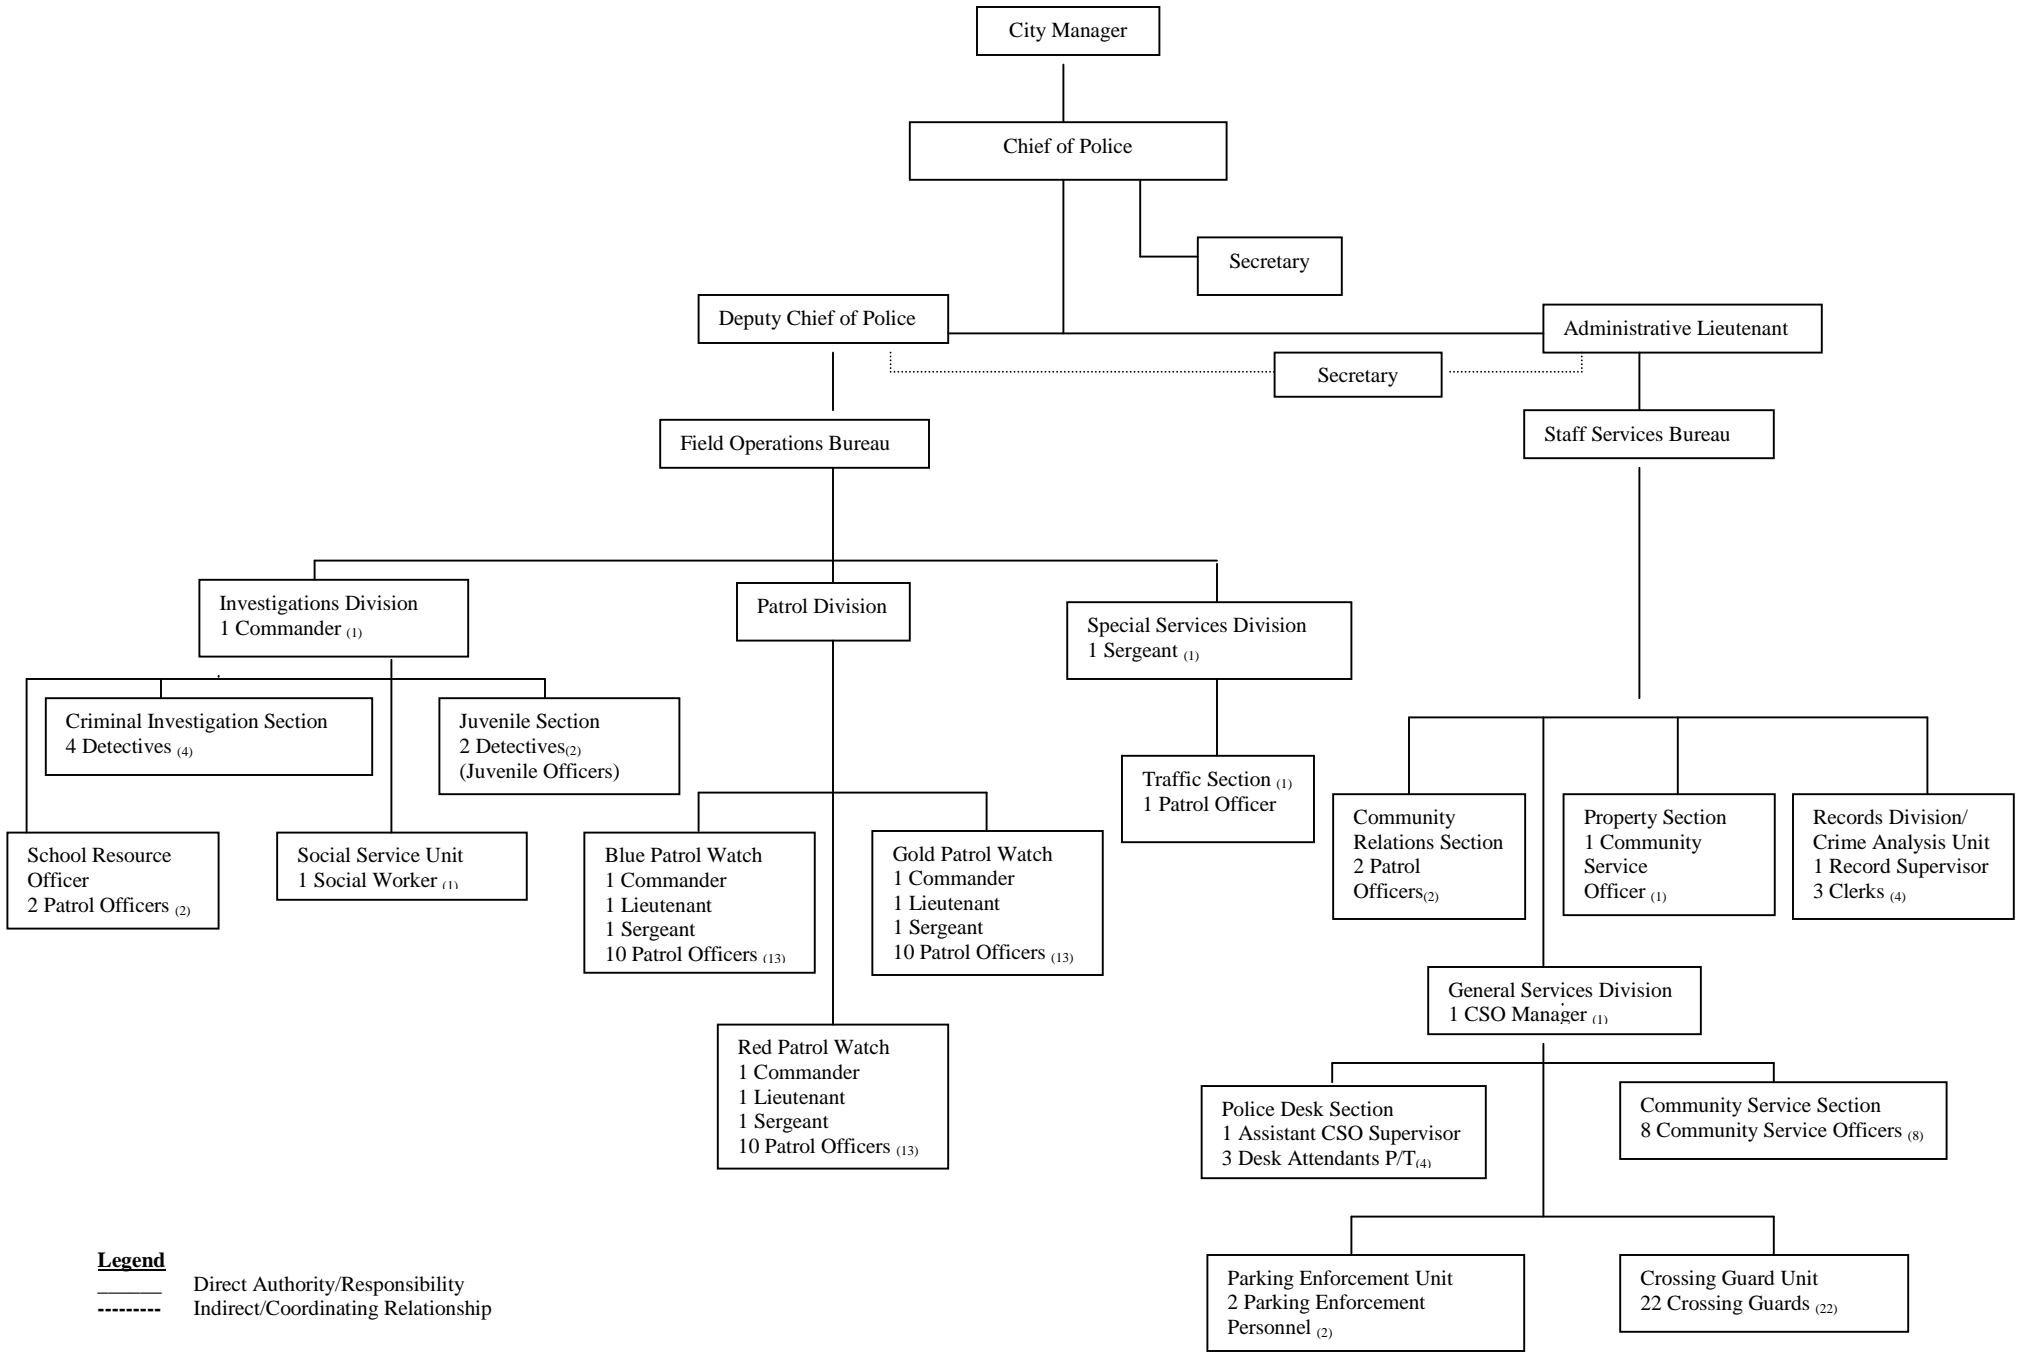 City Manager
Chief of Police
Secretary
Deputy Chief of Police
Administrative Lieutenant
Secretary
Field Operations Bureau
Staff Services Bureau
Investigations Division
1 Commander (1)
Patrol Division
Special Services Division
1 Sergeant (1)
Criminal Investigation Section
4 Detectives (4)
Juvenile Section
2 Detectives(2)
(Juvenile Officers)
Traffic Section (1)
1 Patrol Officer
School Resource
Officer
2 Patrol Officers (2)
Social Service Unit
1 Social Worker (1)
Blue Patrol Watch
1 Commander
1 Lieutenant
1 Sergeant
10 Patrol Officers (13)
Gold Patrol Watch
1 Commander
1 Lieutenant
1 Sergeant
10 Patrol Officers (13)
Community
Relations Section
2 Patrol
Officers(2)
Property Section
1 Community
Service
Officer (1)
Records Division/
Crime Analysis Unit
1 Record Supervisor
3 Clerks (4)
General Services Division
1 CSO Manager (1)
Red Patrol Watch
1 Commander
1 Lieutenant
1 Sergeant
10 Patrol Officers (13)
Police Desk Section
1 Assistant CSO Supervisor
3 Desk Attendants P/T(4)
Community Service Section
8 Community Service Officers (8)
Parking Enforcement Unit
2 Parking Enforcement
Personnel (2)
Crossing Guard Unit
22 Crossing Guards (22)
Legend
Direct Authority/Responsibility
Indirect/Coordinating Relationship